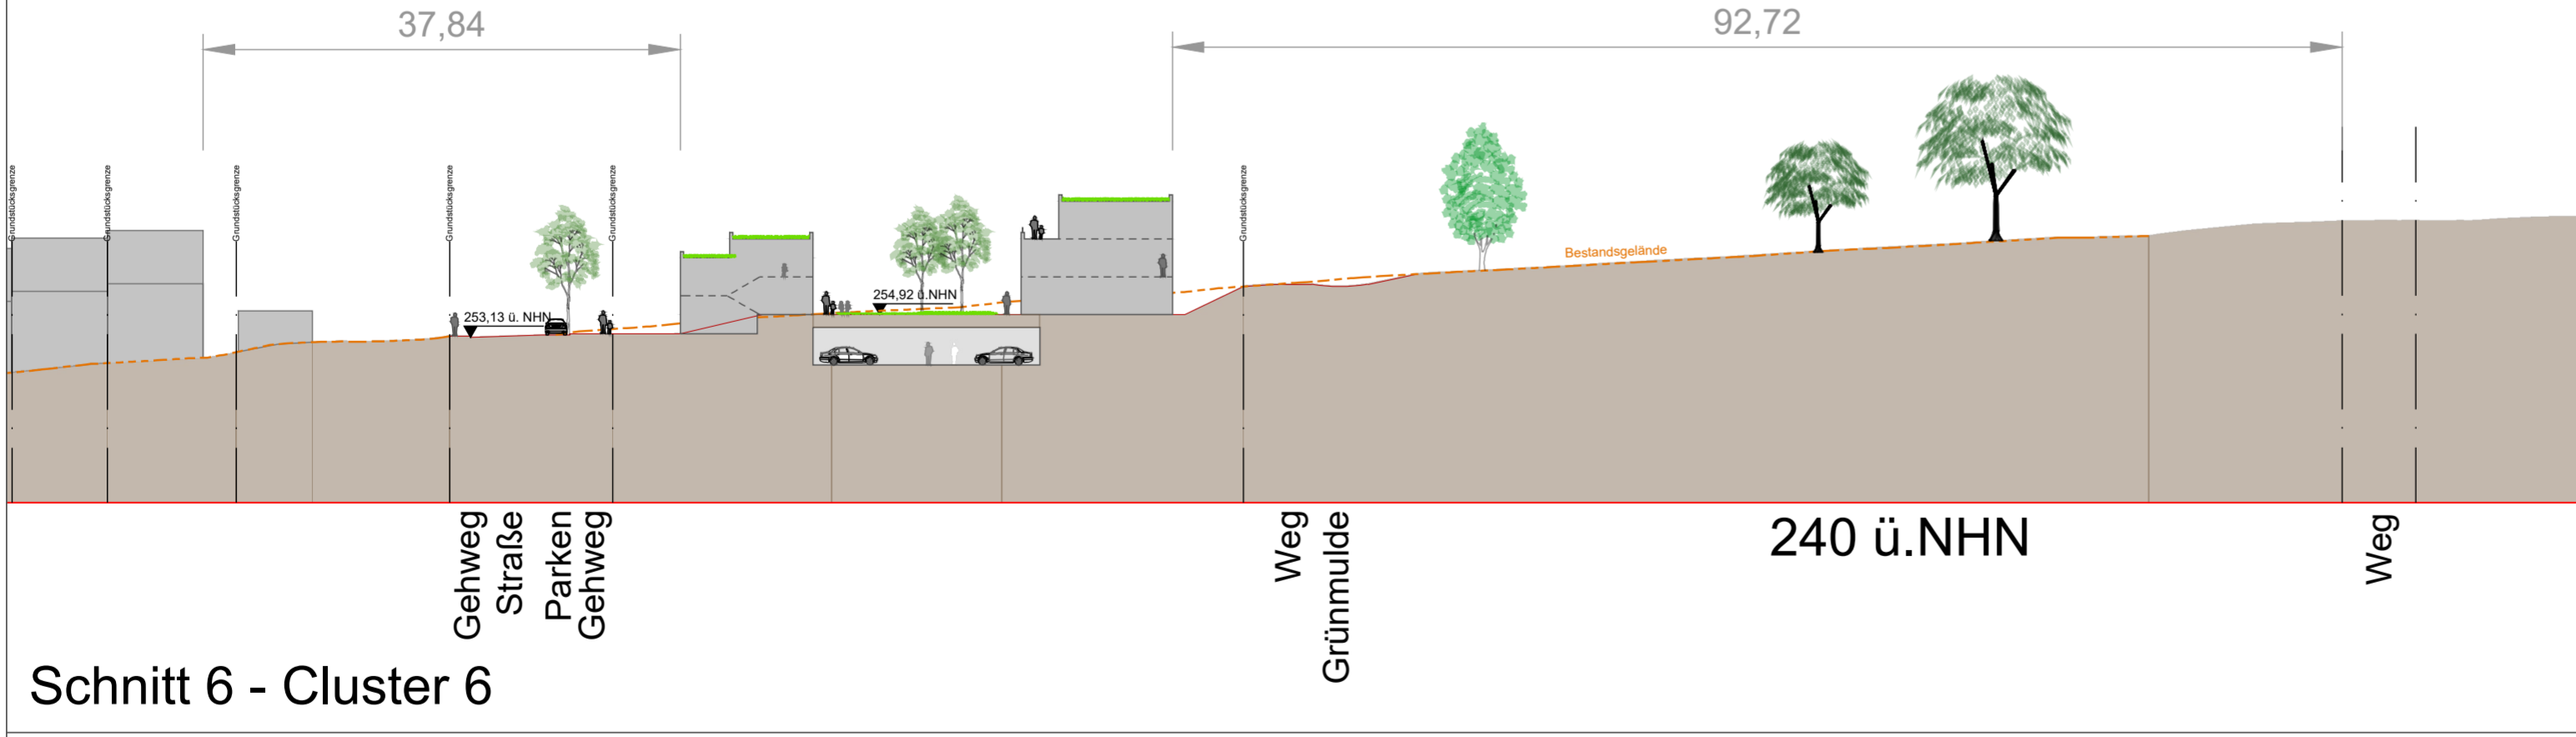 37,84
92,72
Grundstücksgrenze
Grundstücksgrenze
Grundstücksgrenze
Grundstücksgrenze
Grundstücksgrenze
Grundstücksgrenze
Bestandsgelände
254,92 ü.NHN
253,13 ü. NHN
Gehweg
Straße
Parken
Gehweg
Weg
Grünmulde
240 ü.NHN
Weg
Schnitt 6 - Cluster 6